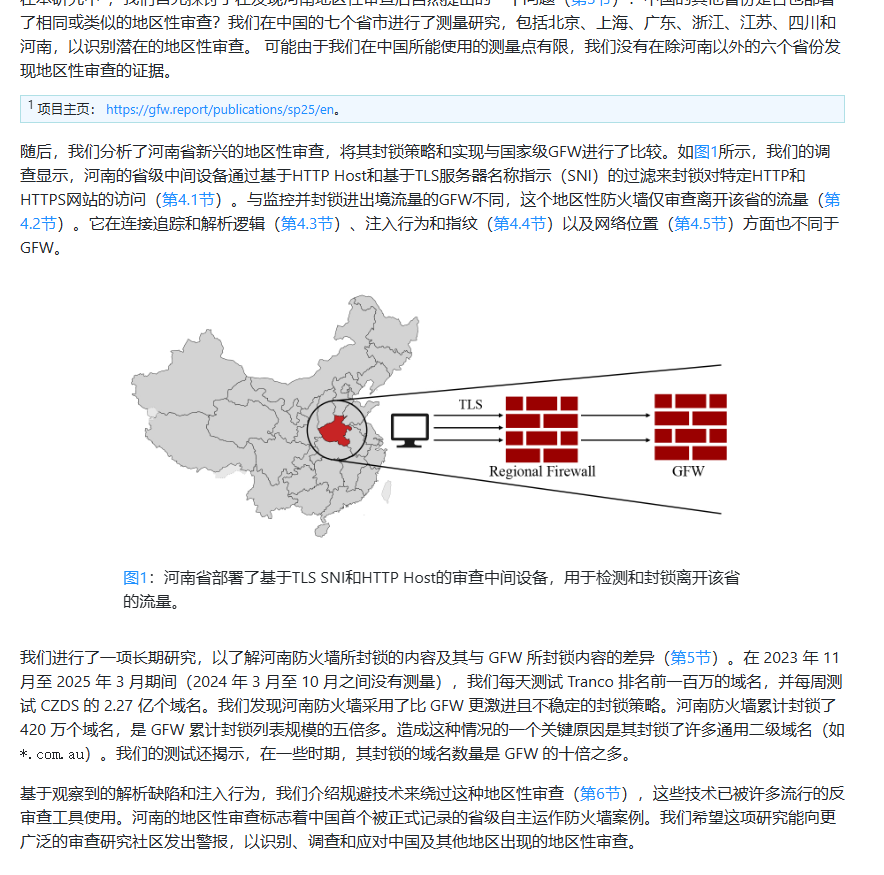 了相同或类似的地区性审查？我们在中国的七个省市进行了测量研究，包括北京、上海、广东、浙江、江苏、四川和
河南，以识别潜在的地区性审查。 可能由于我们在中国所能使用的测量点有限，我们没有在除河南以外的六个省份发
现地区性审查的证据。
1 项目主页： https://gfw.report/publications/sp25/en。
随后，我们分析了河南省新兴的地区性审查，将其封锁策略和实现与国家级GFW进行了比较。如图1所示，我们的调
查显示，河南的省级中间设备通过基于HTTP Host和基于TLS服务器名称指示（SNI）的过滤来封锁对特定HTTP和
HTTPS网站的访问（第4.1节）。与监控并封锁进出境流量的GFW不同，这个地区性防火墙仅审查离开该省的流量（第
4.2节）。它在连接追踪和解析逻辑（第4.3节）、注入行为和指纹（第4.4节）以及网络位置（第4.5节）方面也不同于
GFW。
TLS
Regional Firewall
GFW
图1：河南省部署了基于TLS SNI和HTTP Host的审查中间设备，用于检测和封锁离开该省
的流量。
我们进行了一项长期研究，以了解河南防火墙所封锁的内容及其与 GFW 所封锁内容的差异（第5节）。在 2023 年 11
月至 2025 年 3 月期间（2024 年 3 月至 10 月之间没有测量），我们每天测试 Tranco 排名前一百万的域名，并每周测
试 CZDS 的 2.27 亿个域名。我们发现河南防火墙采用了比 GFW 更激进且不稳定的封锁策略。河南防火墙累计封锁了
420 万个域名，是 GFW 累计封锁列表规模的五倍多。造成这种情况的一个关键原因是其封锁了许多通用二级域名（如
*.com.au）。我们的测试还揭示，在一些时期，其封锁的域名数量是 GFW 的十倍之多。
基于观察到的解析缺陷和注入行为，我们介绍规避技术来绕过这种地区性审查（第6节），这些技术已被许多流行的反
审查工具使用。河南的地区性审查标志着中国首个被正式记录的省级自主运作防火墙案例。我们希望这项研究能向更
广泛的审查研究社区发出警报，以识别、调查和应对中国及其他地区出现的地区性审查。